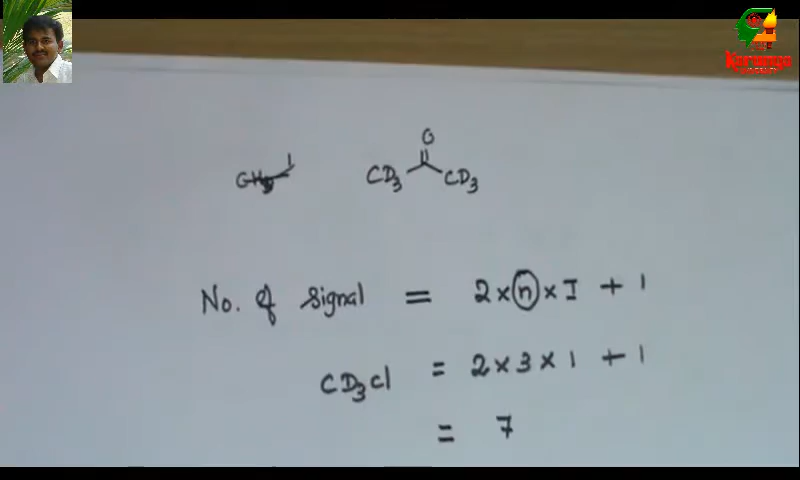 O
CD3 CD3
No. of signal = 2 × n × I + 1
CD3Cl = 2 × 3 × 1 + 1
= 7